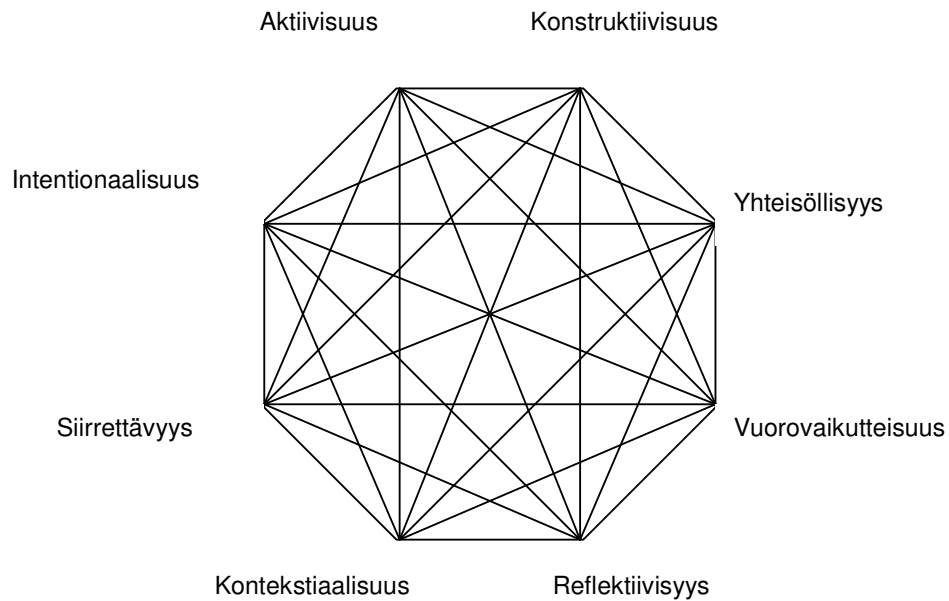 Aktiivisuus
Konstruktiivisuus
Intentionaalisuus
Yhteisöllisyys
Siirrettävyys
Vuorovaikutteisuus
Kontekstiaalisuus
Reflektiivisyys